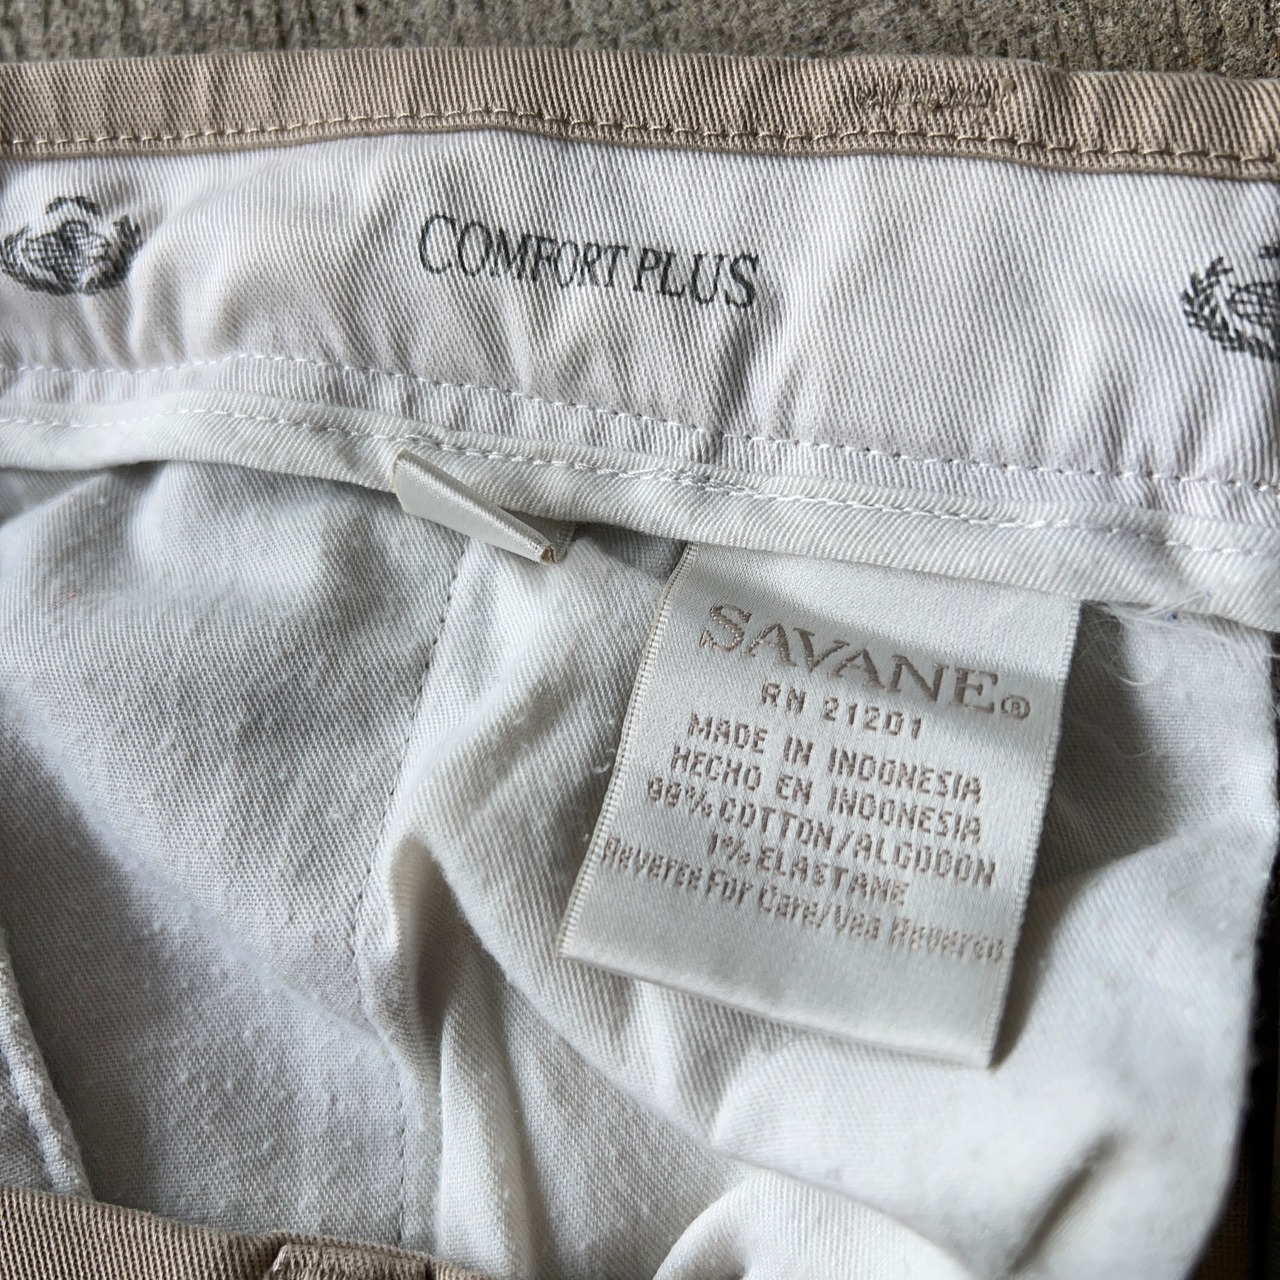 COMFORT PLUS
SAVANE®
RN 21201
MADE IN INDONESIA
HECHO EN INDONESIA
99% COTTON/ALGODON
1% ELASTANE
Reverse For Care/Vea Reverso